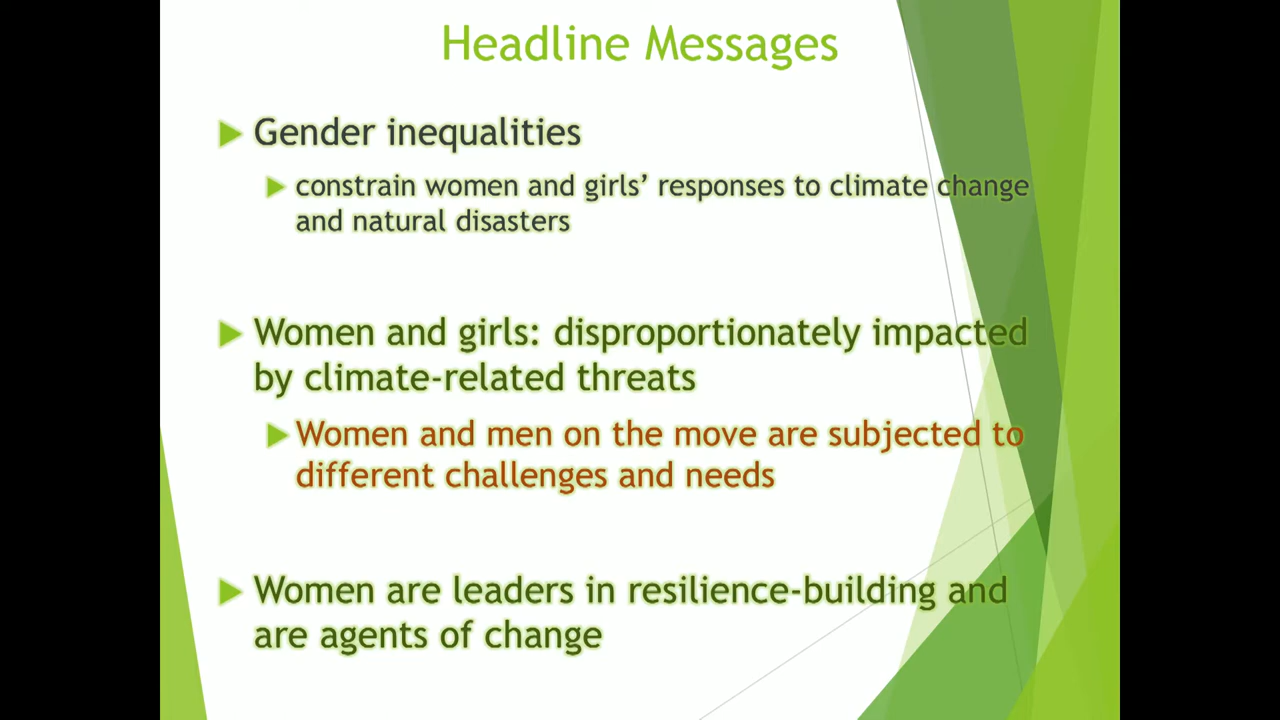 Headline Messages
Gender inequalities
constrain women and girls’ responses to climate change
and natural disasters
Women and girls: disproportionately impacted
by climate-related threats
Women and men on the move are subjected to
different challenges and needs
Women are leaders in resilience-building and
are agents of change